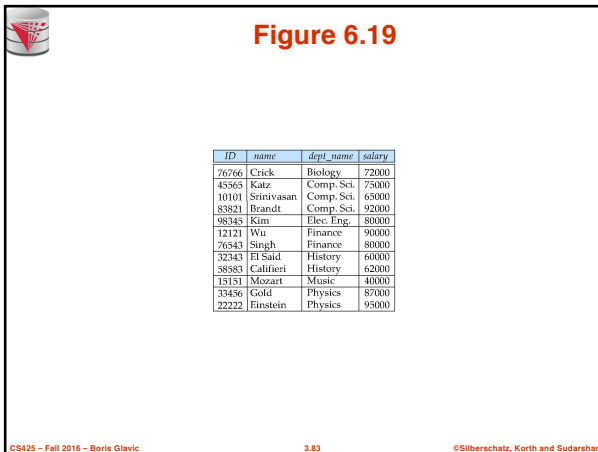 Figure 6.19
ID name dept_name salary
76766 Crick Biology 72000
45565 Katz Comp. Sci. 75000
10101 Srinivasan Comp. Sci. 65000
83821 Brandt Comp. Sci. 92000
98345 Kim Elec. Eng. 80000
12121 Wu Finance 90000
76543 Singh Finance 80000
32343 El Said History 60000
58583 Califieri History 62000
15151 Mozart Music 40000
33456 Gold Physics 87000
22222 Einstein Physics 95000
CS425 – Fall 2016 – Boris Glavic 3.83 ©Silberschatz, Korth and Sudarshan